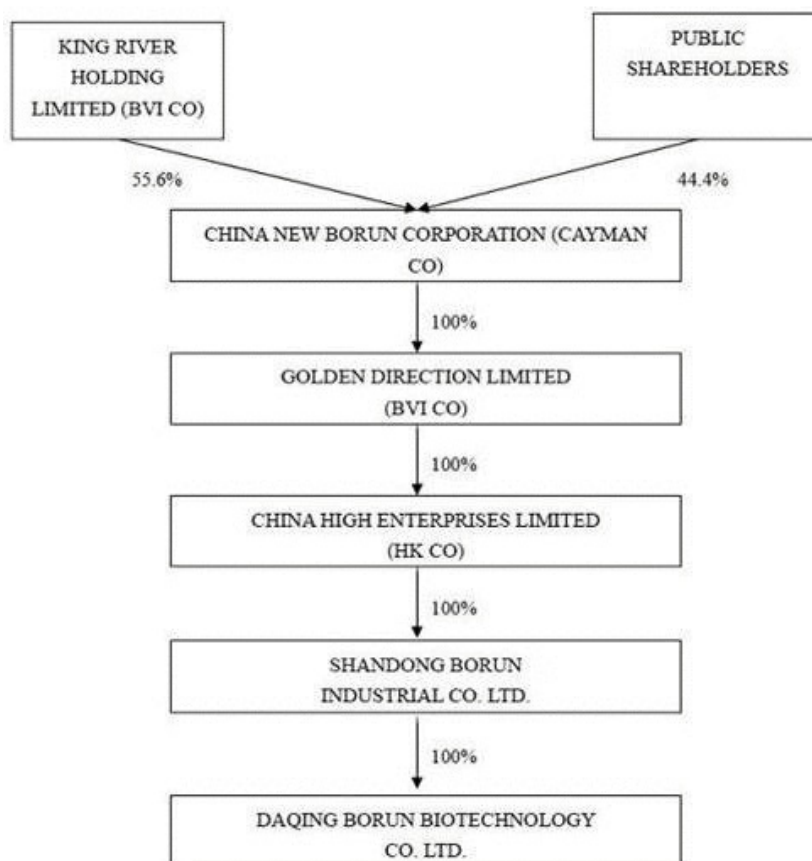 KING RIVER
HOLDING
LIMITED (BVI CO)
PUBLIC
SHAREHOLDERS
55.6%
44.4%
CHINA NEW BORUN CORPORATION (CAYMAN
CO)
100%
GOLDEN DIRECTION LIMITED
(BVI CO)
100%
CHINA HIGH ENTERPRISES LIMITED
(HK CO)
100%
SHANDONG BORUN
INDUSTRIAL CO. LTD.
100%
DAQING BORUN BIOTECHNOLOGY
CO. LTD.